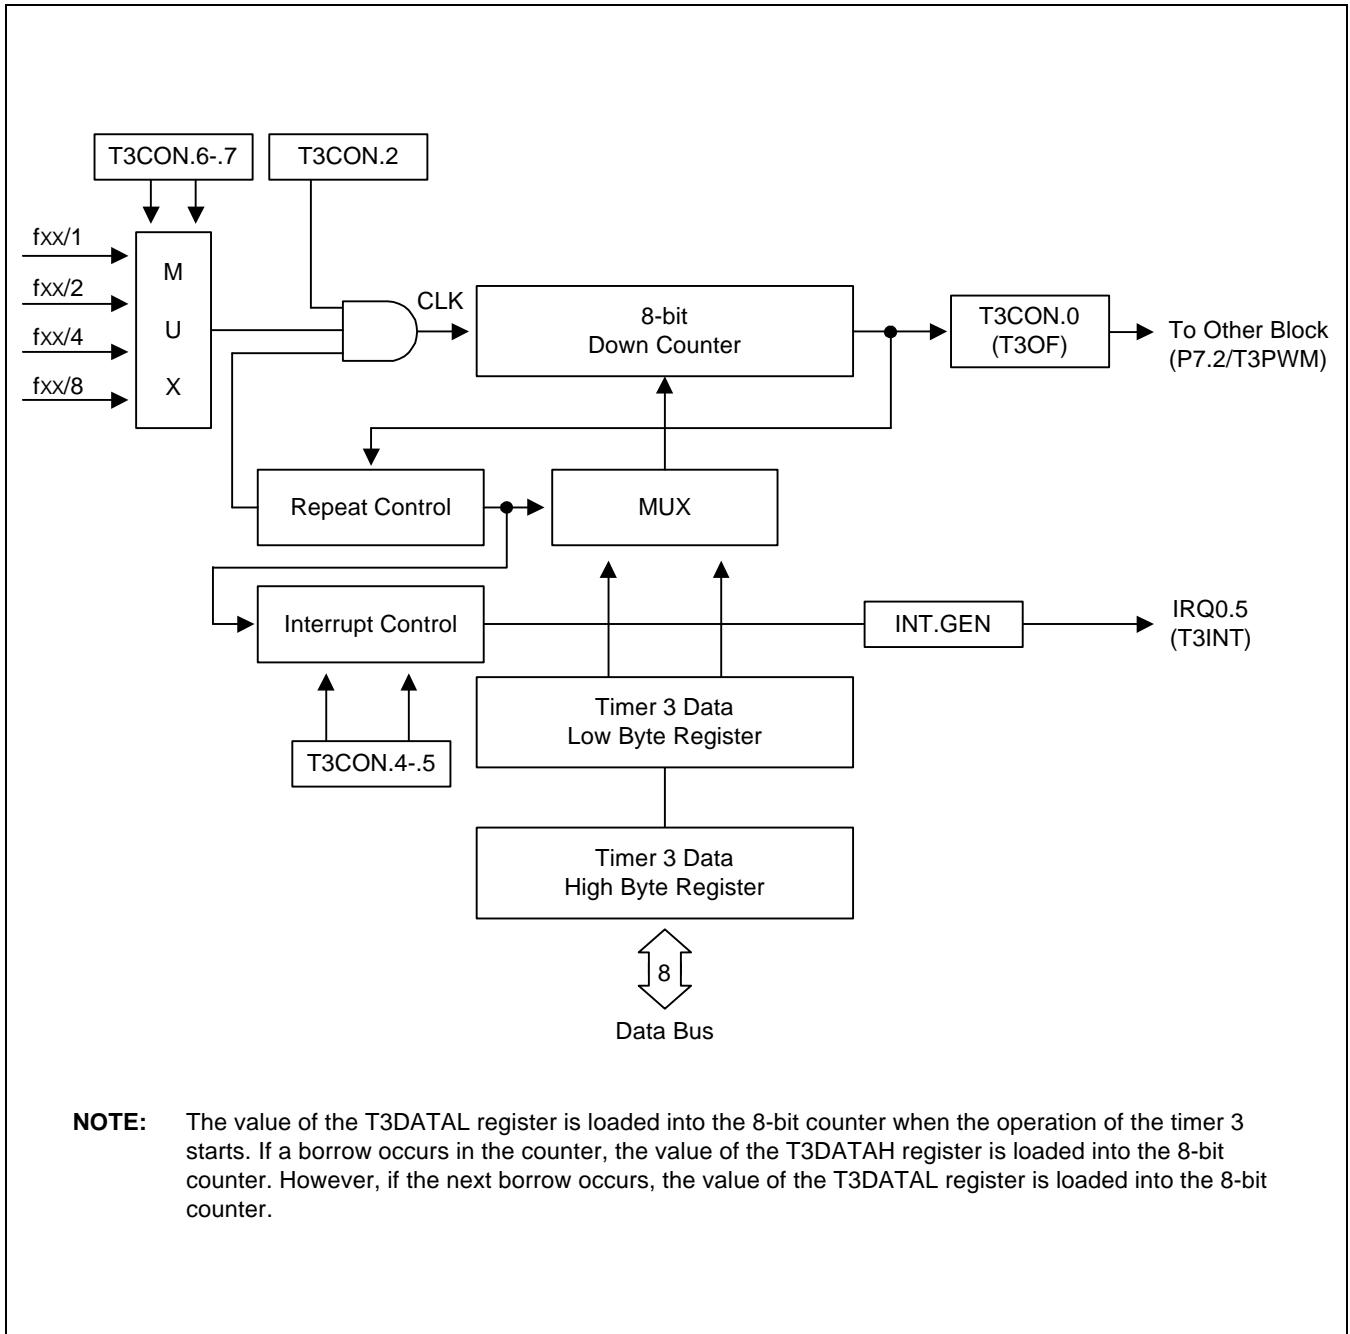 T3CON.6-.7
T3CON.2
fxx/1
fxx/2
fxx/4
fxx/8
M
U
X
CLK
8-bit
Down Counter
T3CON.0
(T3OF)
To Other Block
(P7.2/T3PWM)
Repeat Control
MUX
Interrupt Control
INT.GEN
IRQ0.5
(T3INT)
T3CON.4-.5
Timer 3 Data
Low Byte Register
Timer 3 Data
High Byte Register
8
Data Bus
NOTE: The value of the T3DATAL register is loaded into the 8-bit counter when the operation of the timer 3
starts. If a borrow occurs in the counter, the value of the T3DATAH register is loaded into the 8-bit
counter. However, if the next borrow occurs, the value of the T3DATAL register is loaded into the 8-bit
counter.